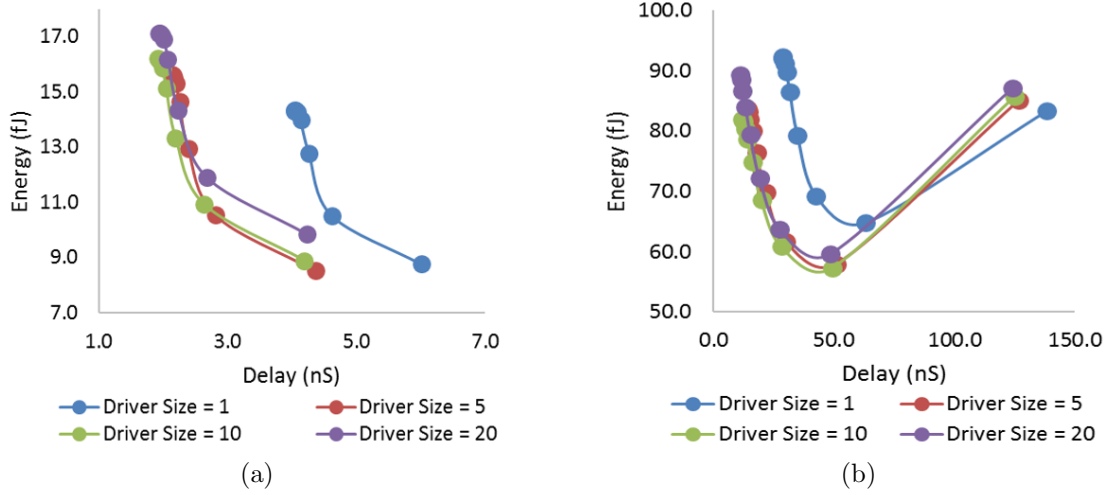 17.0
15.0
13.0
11.0
9.0
7.0
Energy (fJ)
1.0 3.0 5.0 7.0
Delay (nS)
Driver Size = 1 Driver Size = 5
Driver Size = 10 Driver Size = 20
(a)
100.0
90.0
80.0
70.0
60.0
50.0
Energy (fJ)
0.0 50.0 100.0 150.0
Delay (nS)
Driver Size = 1 Driver Size = 5
Driver Size = 10 Driver Size = 20
(b)